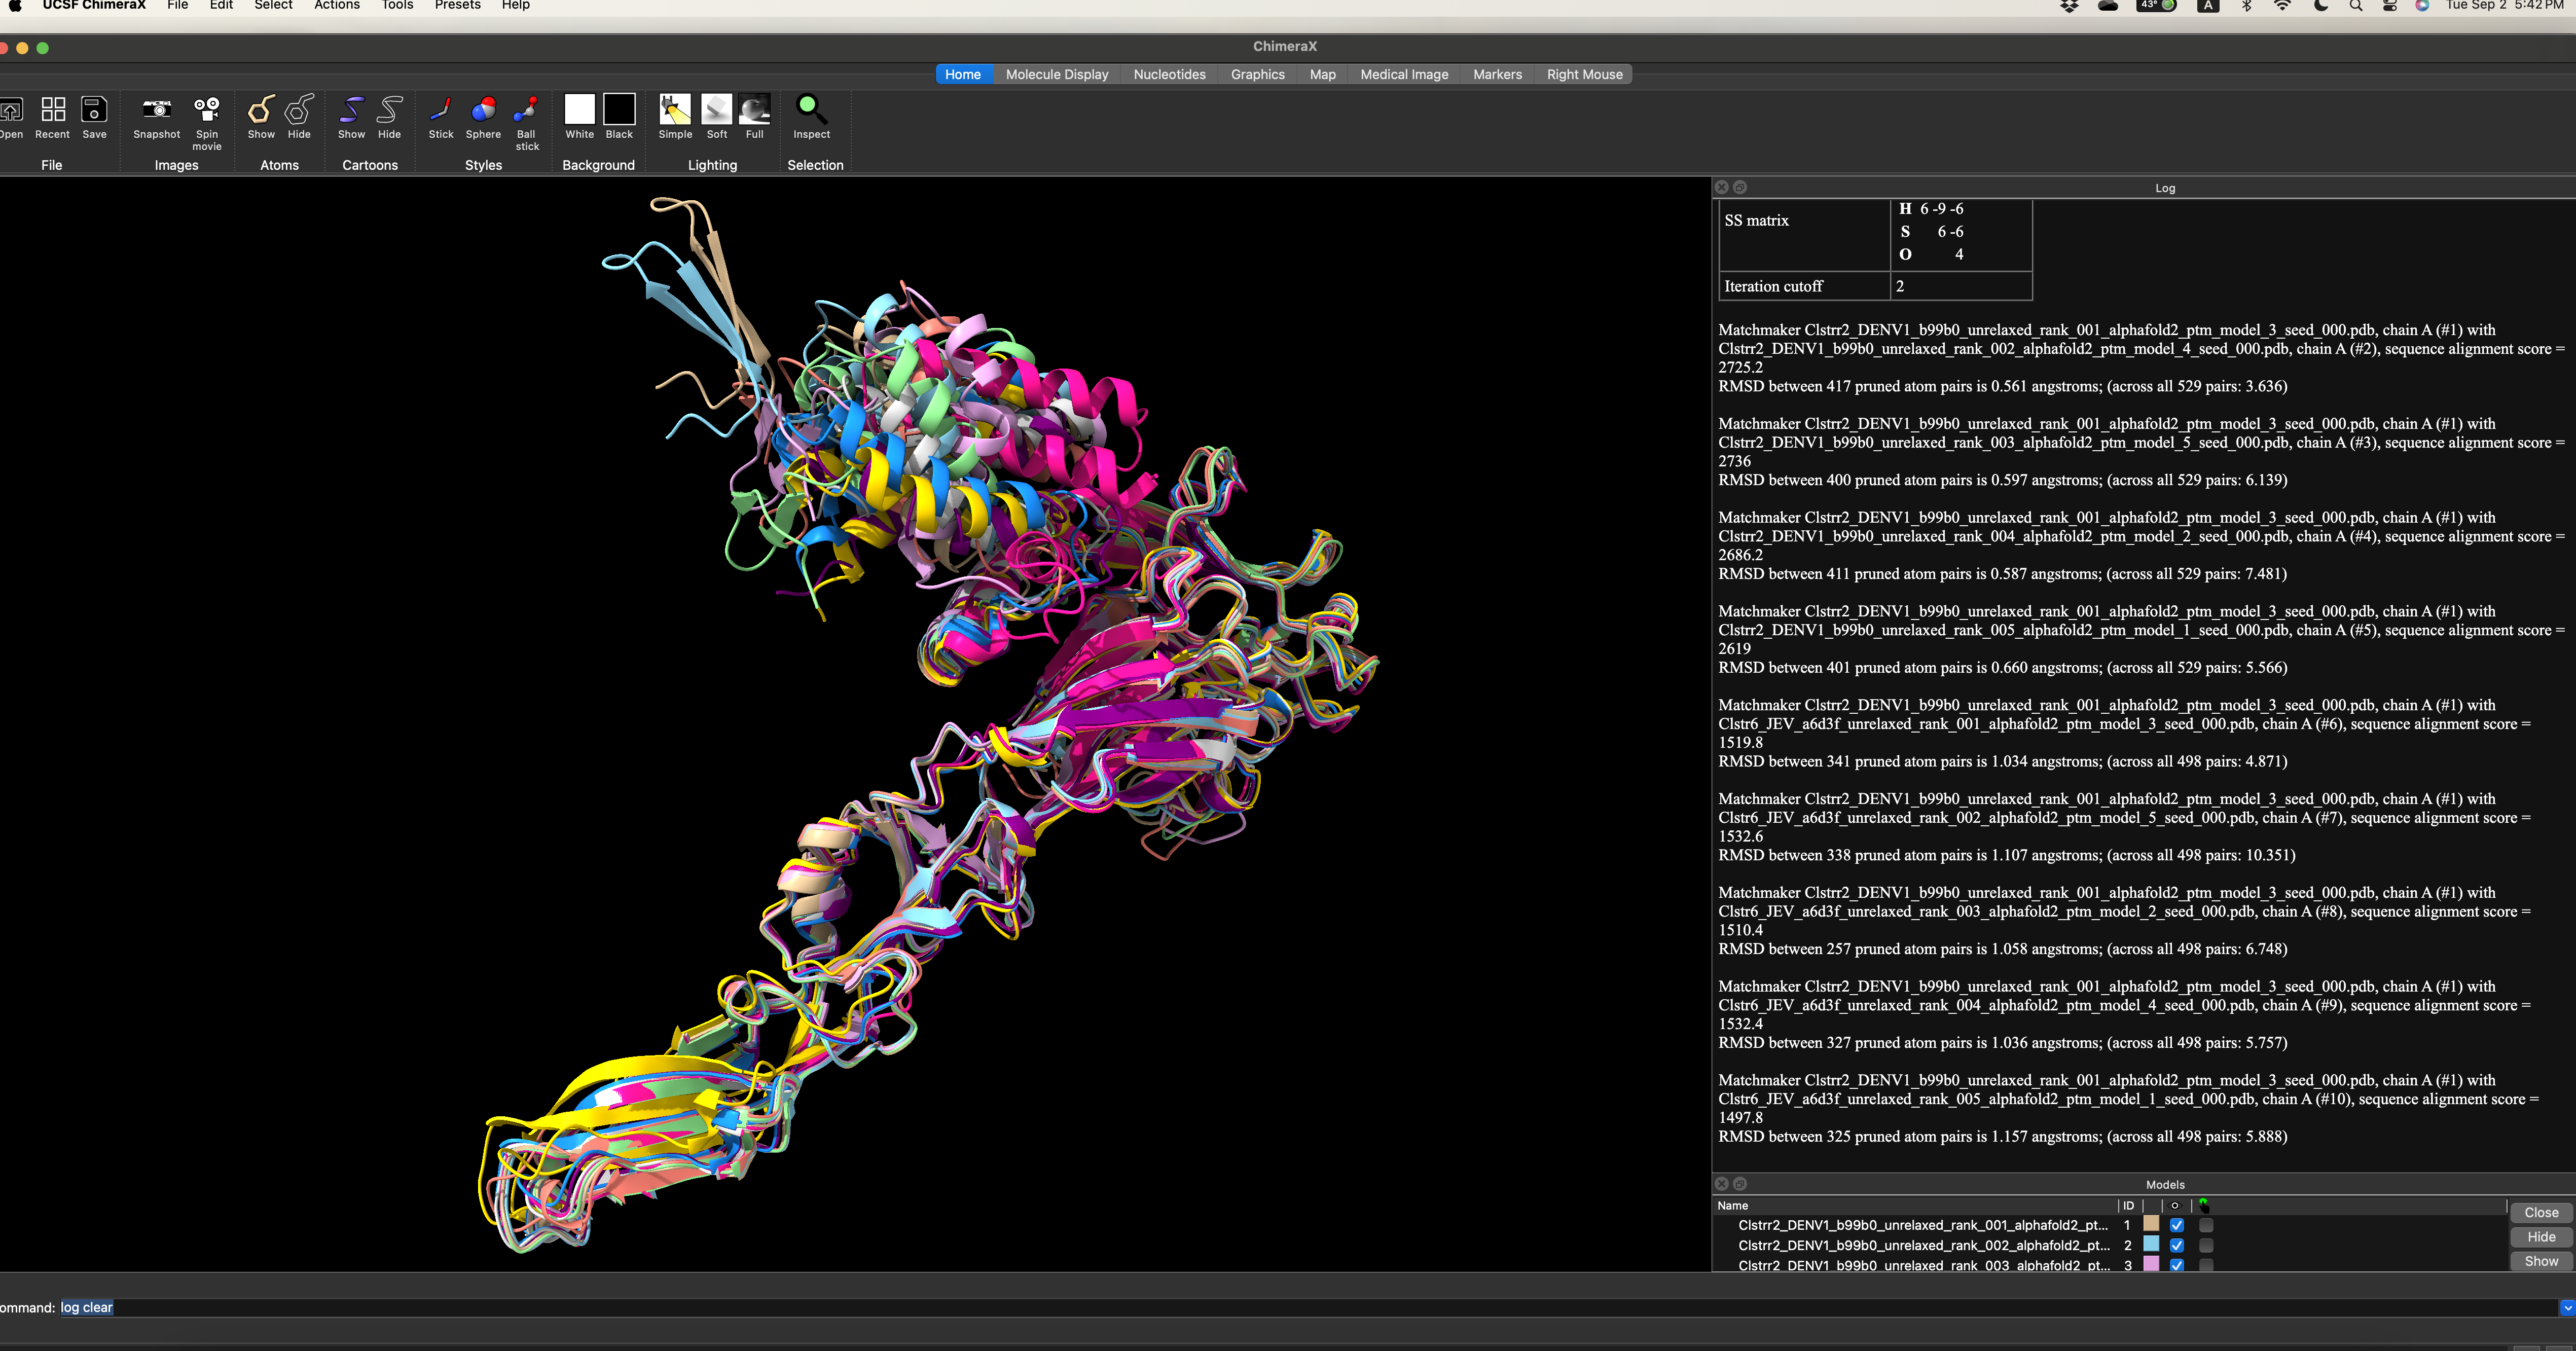 UCSF ChimeraX File Edit Select Actions Tools Presets Help
43° A Tue Sep 2 5:42 PM
ChimeraX
Home Molecule Display Nucleotides Graphics Map Medical Image Markers Right Mouse
Open Recent Save Snapshot Spin movie Show Hide Show Hide Stick Sphere Ball stick White Black Simple Soft Full Inspect
File Images Atoms Cartoons Styles Background Lighting Selection
Log
SS matrix
H 6 -9 -6
S 6 -6
O 4
Iteration cutoff 2
Matchmaker Clstrr2_DENV1_b99b0_unrelaxed_rank_001_alphafold2_ptm_model_3_seed_000.pdb, chain A (#1) with
Clstrr2_DENV1_b99b0_unrelaxed_rank_002_alphafold2_ptm_model_4_seed_000.pdb, chain A (#2), sequence alignment score =
2725.2
RMSD between 417 pruned atom pairs is 0.561 angstroms; (across all 529 pairs: 3.636)
Matchmaker Clstrr2_DENV1_b99b0_unrelaxed_rank_001_alphafold2_ptm_model_3_seed_000.pdb, chain A (#1) with
Clstrr2_DENV1_b99b0_unrelaxed_rank_003_alphafold2_ptm_model_5_seed_000.pdb, chain A (#3), sequence alignment score =
2736
RMSD between 400 pruned atom pairs is 0.597 angstroms; (across all 529 pairs: 6.139)
Matchmaker Clstrr2_DENV1_b99b0_unrelaxed_rank_001_alphafold2_ptm_model_3_seed_000.pdb, chain A (#1) with
Clstrr2_DENV1_b99b0_unrelaxed_rank_004_alphafold2_ptm_model_2_seed_000.pdb, chain A (#4), sequence alignment score =
2686.2
RMSD between 411 pruned atom pairs is 0.587 angstroms; (across all 529 pairs: 7.481)
Matchmaker Clstrr2_DENV1_b99b0_unrelaxed_rank_001_alphafold2_ptm_model_3_seed_000.pdb, chain A (#1) with
Clstrr2_DENV1_b99b0_unrelaxed_rank_005_alphafold2_ptm_model_1_seed_000.pdb, chain A (#5), sequence alignment score =
2619
RMSD between 401 pruned atom pairs is 0.660 angstroms; (across all 529 pairs: 5.566)
Matchmaker Clstrr2_DENV1_b99b0_unrelaxed_rank_001_alphafold2_ptm_model_3_seed_000.pdb, chain A (#1) with
Clstr6_JEV_a6d3f_unrelaxed_rank_001_alphafold2_ptm_model_3_seed_000.pdb, chain A (#6), sequence alignment score =
1519.8
RMSD between 341 pruned atom pairs is 1.034 angstroms; (across all 498 pairs: 4.871)
Matchmaker Clstrr2_DENV1_b99b0_unrelaxed_rank_001_alphafold2_ptm_model_3_seed_000.pdb, chain A (#1) with
Clstr6_JEV_a6d3f_unrelaxed_rank_002_alphafold2_ptm_model_5_seed_000.pdb, chain A (#7), sequence alignment score =
1532.6
RMSD between 338 pruned atom pairs is 1.107 angstroms; (across all 498 pairs: 10.351)
Matchmaker Clstrr2_DENV1_b99b0_unrelaxed_rank_001_alphafold2_ptm_model_3_seed_000.pdb, chain A (#1) with
Clstr6_JEV_a6d3f_unrelaxed_rank_003_alphafold2_ptm_model_2_seed_000.pdb, chain A (#8), sequence alignment score =
1510.4
RMSD between 257 pruned atom pairs is 1.058 angstroms; (across all 498 pairs: 6.748)
Matchmaker Clstrr2_DENV1_b99b0_unrelaxed_rank_001_alphafold2_ptm_model_3_seed_000.pdb, chain A (#1) with
Clstr6_JEV_a6d3f_unrelaxed_rank_004_alphafold2_ptm_model_4_seed_000.pdb, chain A (#9), sequence alignment score =
1532.4
RMSD between 327 pruned atom pairs is 1.036 angstroms; (across all 498 pairs: 5.757)
Matchmaker Clstrr2_DENV1_b99b0_unrelaxed_rank_001_alphafold2_ptm_model_3_seed_000.pdb, chain A (#1) with
Clstr6_JEV_a6d3f_unrelaxed_rank_005_alphafold2_ptm_model_1_seed_000.pdb, chain A (#10), sequence alignment score =
1497.8
RMSD between 325 pruned atom pairs is 1.157 angstroms; (across all 498 pairs: 5.888)
Models
Name ID
Clstrr2_DENV1_b99b0_unrelaxed_rank_001_alphafold2_pt... 1
Clstrr2_DENV1_b99b0_unrelaxed_rank_002_alphafold2_pt... 2
Clstrr2_DENV1_b99b0_unrelaxed_rank_003_alphafold2_pt... 3
Close
Hide
Show
ommand: log clear